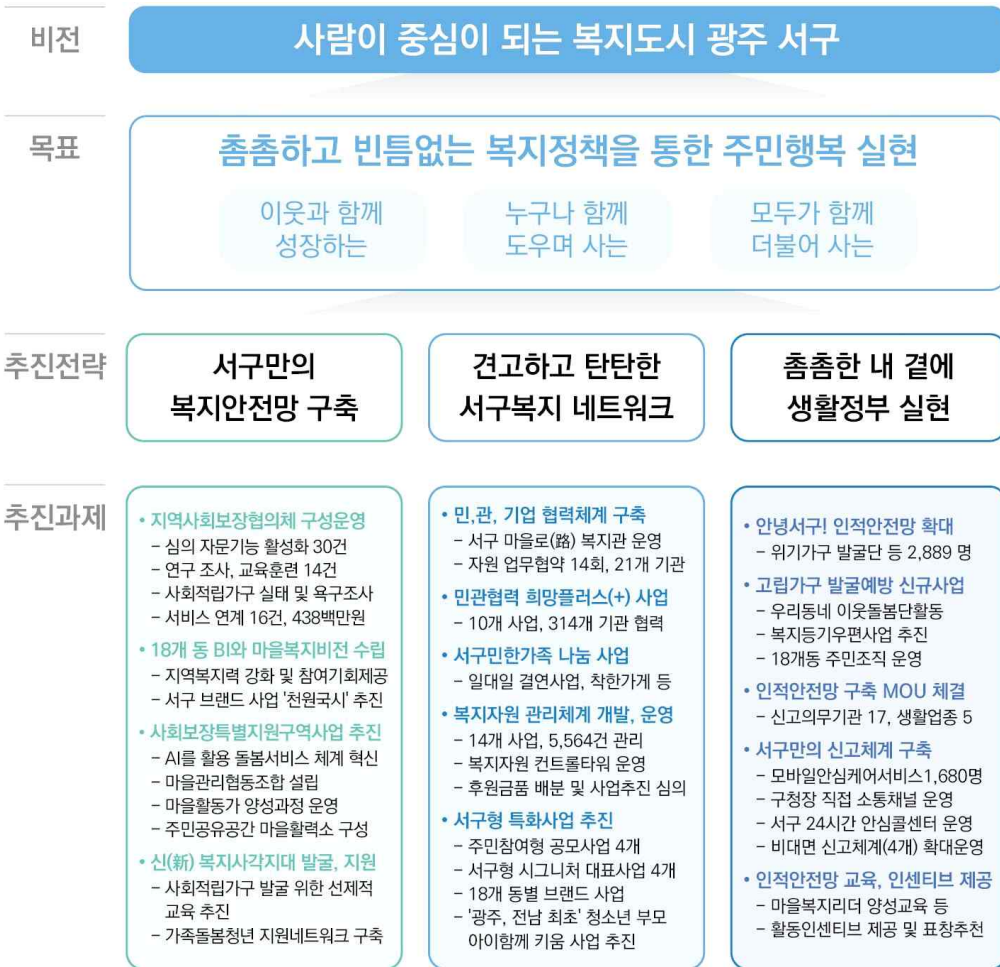 비전
사람이 중심이 되는 복지도시 광주 서구
목표
촘촘하고 빈틈없는 복지정책을 통한 주민행복 실현
이웃과 함께
성장하는
누구나 함께
도우며 사는
모두가 함께
더불어 사는
추진전략
서구만의
복지안전망 구축
견고하고 탄탄한
서구복지 네트워크
촘촘한 내 곁에
생활정부 실현
추진과제
• 지역사회보장협의체 구성운영
– 심의 자문기능 활성화 30건
– 연구 조사, 교육훈련 14건
– 사회적립가구 실태 및 욕구조사
– 서비스 연계 16건, 438백만원
• 18개 동 BI와 마을복지비전 수립
– 지역복지력 강화 및 참여기회제공
– 서구 브랜드 사업 '천원국시' 추진
• 사회보장특별지원구역사업 추진
– AI를 활용 돌봄서비스 체계 혁신
– 마을관리협동조합 설립
– 마을활동가 양성과정 운영
– 주민공유공간 마을활력소 구성
• 신(新) 복지사각지대 발굴, 지원
– 사회적립가구 발굴 위한 선제적
교육 추진
– 가족돌봄청년 지원네트워크 구축
• 민,관, 기업 협력체계 구축
– 서구 마을로(路) 복지관 운영
– 자원 업무협약 14회, 21개 기관
• 민관협력 희망플러스(+) 사업
– 10개 사업, 314개 기관 협력
• 서구민한가족 나눔 사업
– 일대일 결연사업, 착한가게 등
• 복지자원 관리체계 개발, 운영
– 14개 사업, 5,564건 관리
– 복지자원 컨트롤타워 운영
– 후원금품 배분 및 사업추진 심의
• 서구형 특화사업 추진
– 주민참여형 공모사업 4개
– 서구형 시그니처 대표사업 4개
– 18개 동별 브랜드 사업
– '광주, 전남 최초' 청소년 부모
아이함께 키움 사업 추진
• 안녕서구! 인적안전망 확대
– 위기가구 발굴단 등 2,889 명
• 고립가구 발굴예방 신규사업
– 우리동네 이웃돌봄단활동
– 복지등기우편사업 추진
– 18개동 주민조직 운영
• 인적안전망 구축 MOU 체결
– 신고의무기관 17, 생활업종 5
• 서구만의 신고체계 구축
– 모바일안심케어서비스1,680명
– 구청장 직접 소통채널 운영
– 서구 24시간 안심콜센터 운영
– 비대면 신고체계(4개) 확대운영
• 인적안전망 교육, 인센티브 제공
– 마을복지리더 양성교육 등
– 활동인센티브 제공 및 표창추천